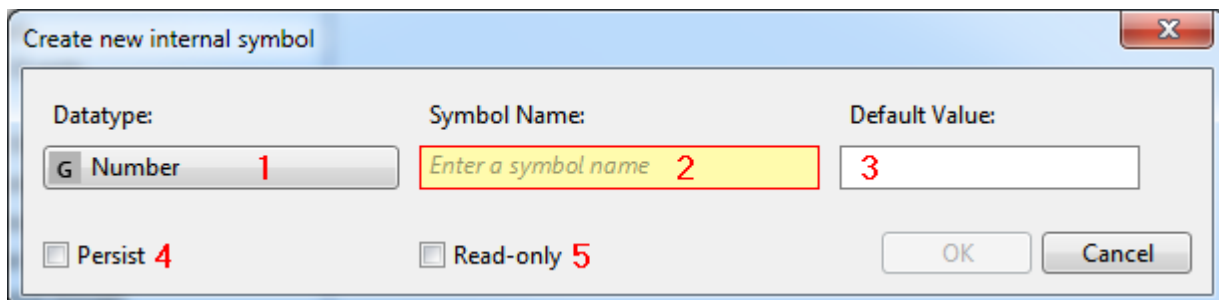 Create new internal symbol
x
Datatype: Symbol Name: Default Value:
G Number 1 Enter a symbol name 2 3
Persist 4 Read-only 5 OK Cancel